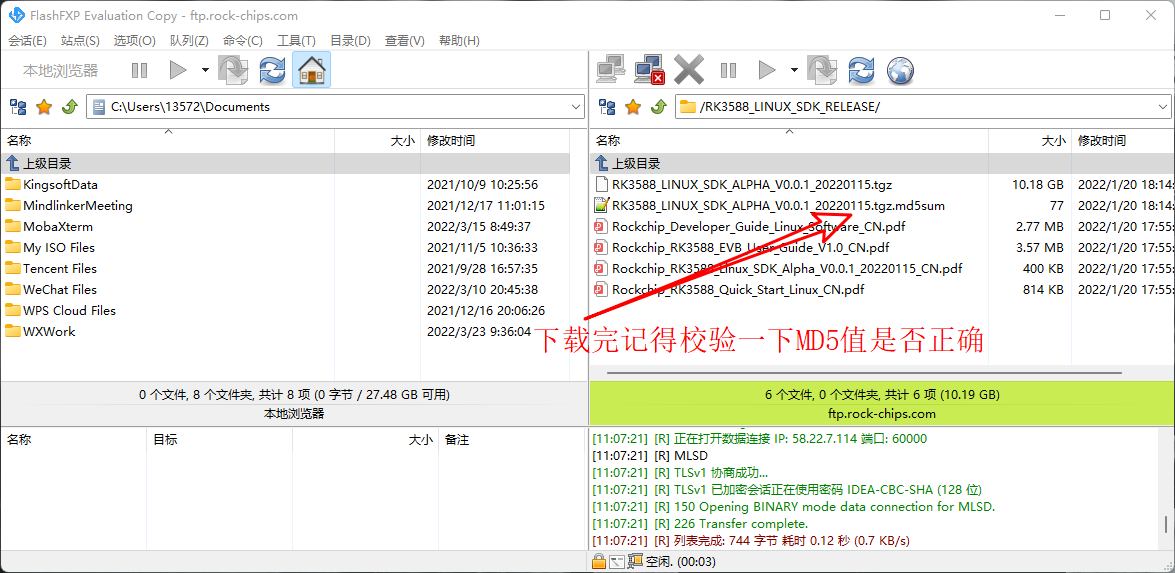 FlashFXP Evaluation Copy - ftp.rock-chips.com
会话(E) 站点(S) 选项(O) 队列(Z) 命令(C) 工具(T) 目录(D) 查看(V) 帮助(H)
本地浏览器
C:\Users\13572\Documents
/RK3588_LINUX_SDK_RELEASE/
名称 大小 修改时间
上级目录
KingsoftData 2021/10/9 10:25:56
MindlinkerMeeting 2021/12/17 11:01:15
MobaXterm 2022/3/15 8:49:37
My ISO Files 2021/11/5 10:36:33
Tencent Files 2021/9/28 16:57:35
WeChat Files 2022/3/10 20:45:38
WPS Cloud Files 2021/12/16 20:06:26
WXWork 2022/3/23 9:36:04
0 个文件, 8 个文件夹, 共计 8 项 (0 字节 / 27.48 GB 可用)
本地浏览器
名称 大小 修改时间
上级目录
RK3588_LINUX_SDK_ALPHA_V0.0.1_20220115.tgz 10.18 GB 2022/1/20 18:14:
RK3588_LINUX_SDK_ALPHA_V0.0.1_20220115.tgz.md5sum 77 2022/1/20 18:14:
Rockchip_Developer_Guide_Linux_Software_CN.pdf 2.77 MB 2022/1/20 17:55:
Rockchip_RK3588_EVB_User_Guide_V1.0_CN.pdf 3.57 MB 2022/1/20 17:55:
Rockchip_RK3588_Linux_SDK_Alpha_V0.0.1_20220115_CN.pdf 400 KB 2022/1/20 17:55:
Rockchip_RK3588_Quick_Start_Linux_CN.pdf 814 KB 2022/1/20 17:55:
下载完记得校验一下MD5值是否正确
6 个文件, 0 个文件夹, 共计 6 项 (10.19 GB)
ftp.rock-chips.com
名称 目标 大小 备注
[11:07:21] [R] 正在打开数据连接 IP: 58.22.7.114 端口: 60000
[11:07:21] [R] MLSD
[11:07:21] [R] TLSv1 协商成功...
[11:07:21] [R] TLSv1 已加密会话正在使用密码 IDEA-CBC-SHA (128 位)
[11:07:21] [R] 150 Opening BINARY mode data connection for MLSD.
[11:07:21] [R] 226 Transfer complete.
[11:07:21] [R] 列表完成: 744 字节 耗时 0.12 秒 (0.7 KB/s)
空闲. (00:03)